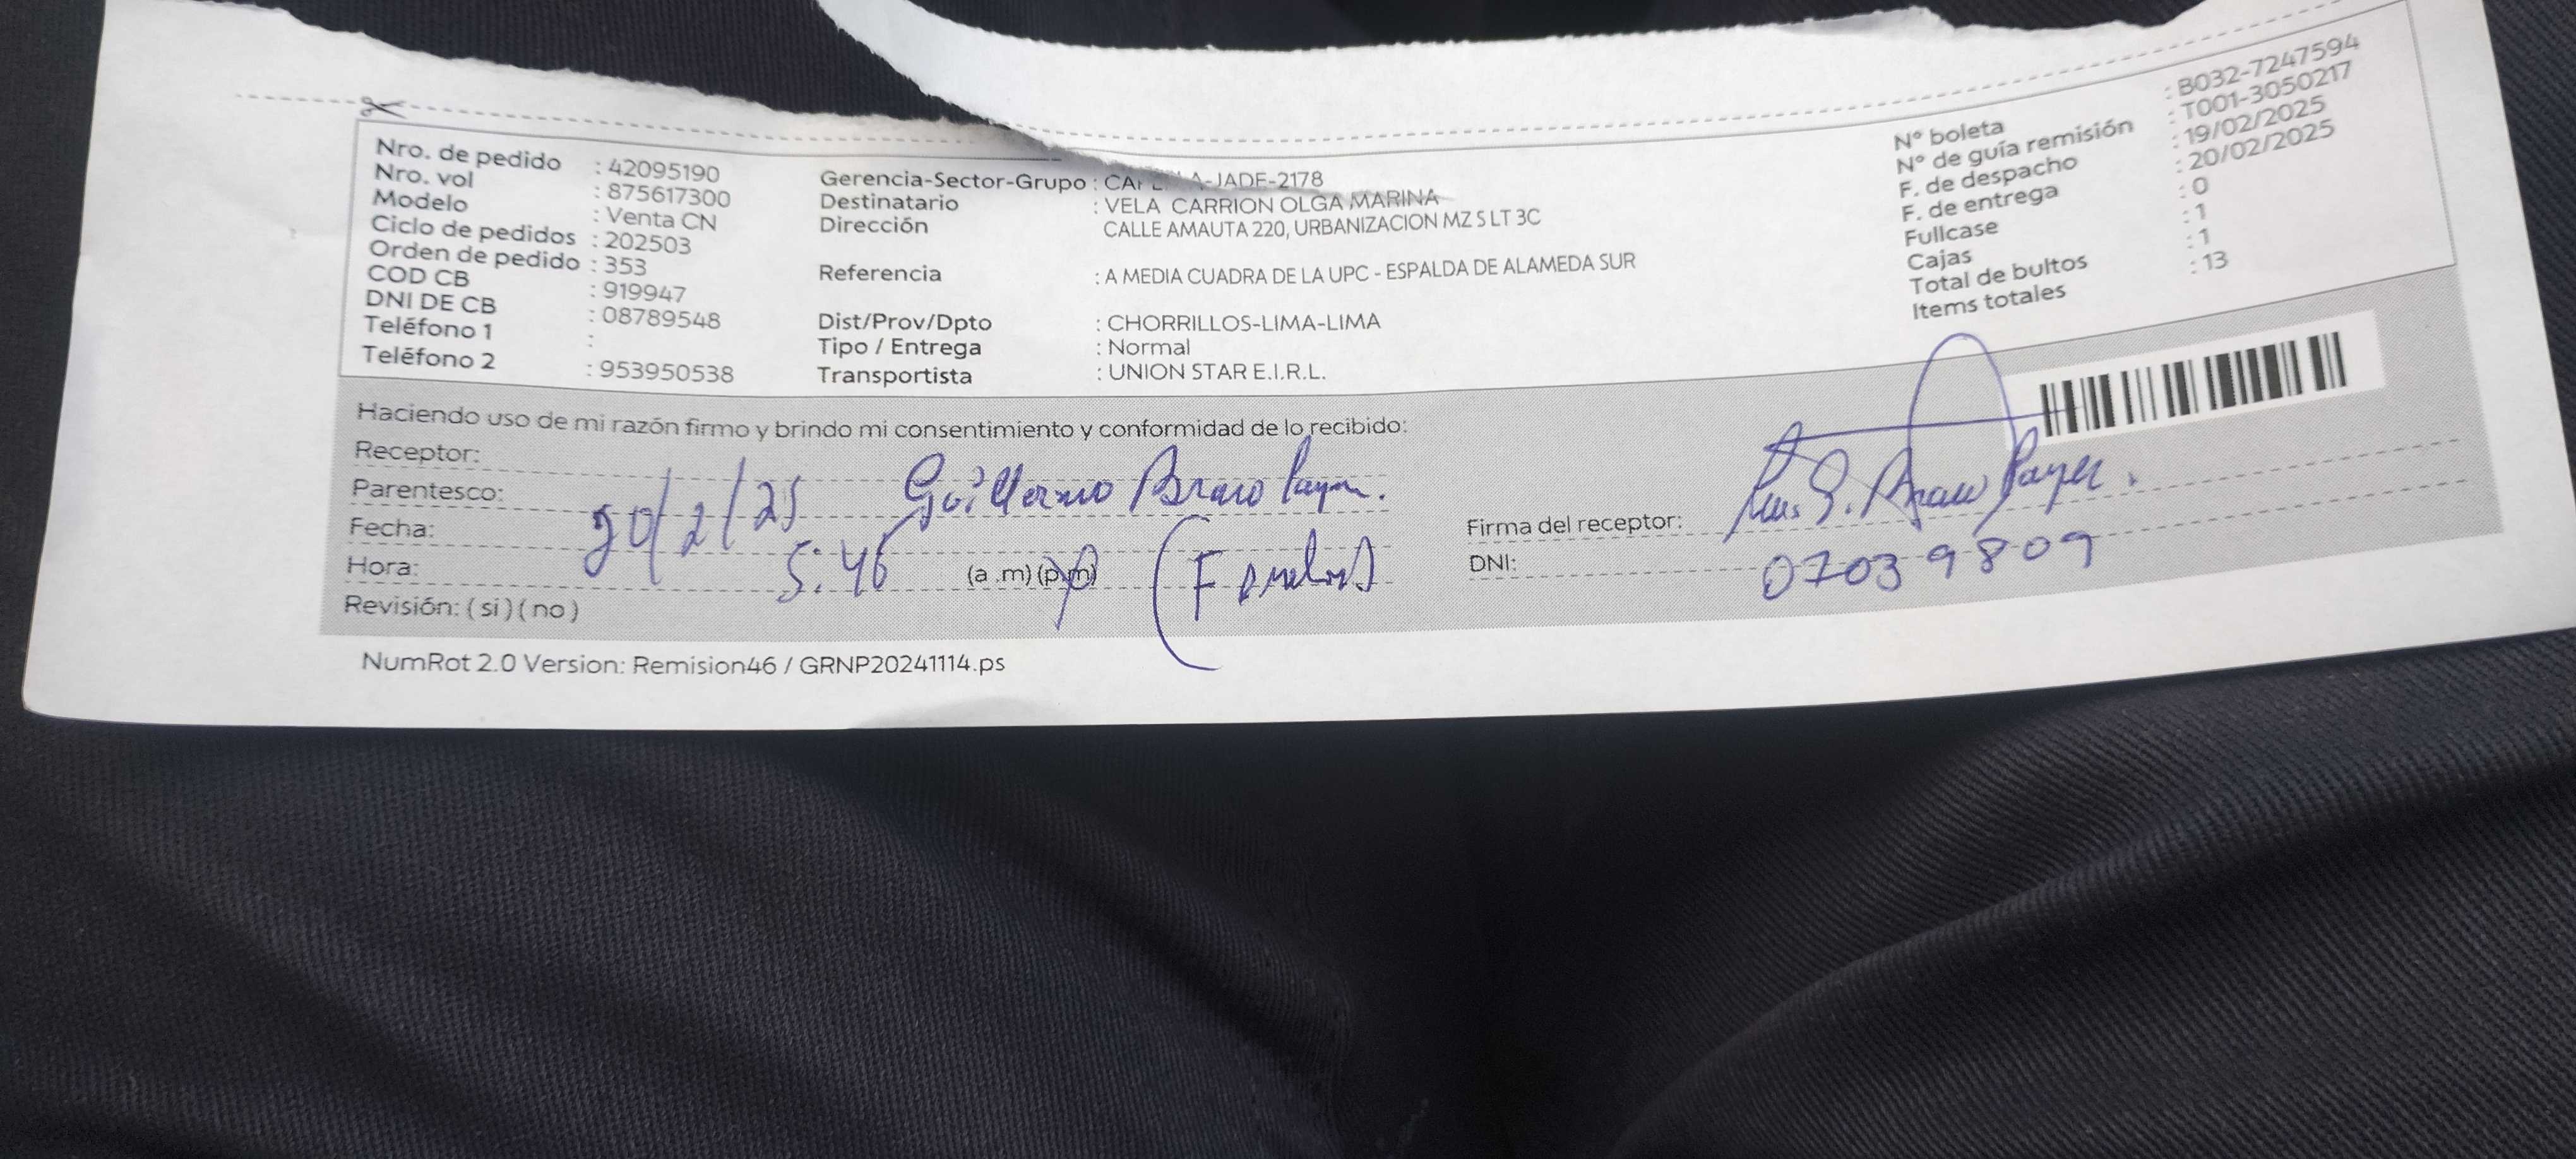 Nro. de pedido : 42095190
Nro. vol : 875617300
Modelo : Venta CN
Ciclo de pedidos : 202503
Orden de pedido : 353
COD CB : 919947
DNI DE CB : 08789548
Teléfono 1 :
Teléfono 2 : 953950538
Gerencia-Sector-Grupo : A-JADE-2178
Destinatario : VELA CARRION OLGA MARINA
Dirección CALLE AMAUTA 220, URBANIZACION MZ S LT 3C
Referencia : A MEDIA CUADRA DE LA UPC - ESPALDA DE ALAMEDA SUR
Dist/Prov/Dpto : CHORRILLOS-LIMA-LIMA
Tipo / Entrega : Normal
Transportista : UNION STAR E.I.R.L.
N° boleta : B032-7247594
N° de guía remisión : T001-3050217
F. de despacho : 19/02/2025
F. de entrega : 20/02/2025
Fullcase : 0
Cajas : 1
Total de bultos : 1
Items totales : 13
Haciendo uso de mi razón firmo y brindo mi consentimiento y conformidad de lo recibido:
Receptor:
Parentesco: Guillermo Bravo
Fecha: 20/2/25
Hora: 5:46 (a.m) (p.m)
Revisión: ( si ) ( no )
Firma del receptor:
DNI: 07039809
NumRot 2.0 Version: Remision46 / GRNP20241114.ps